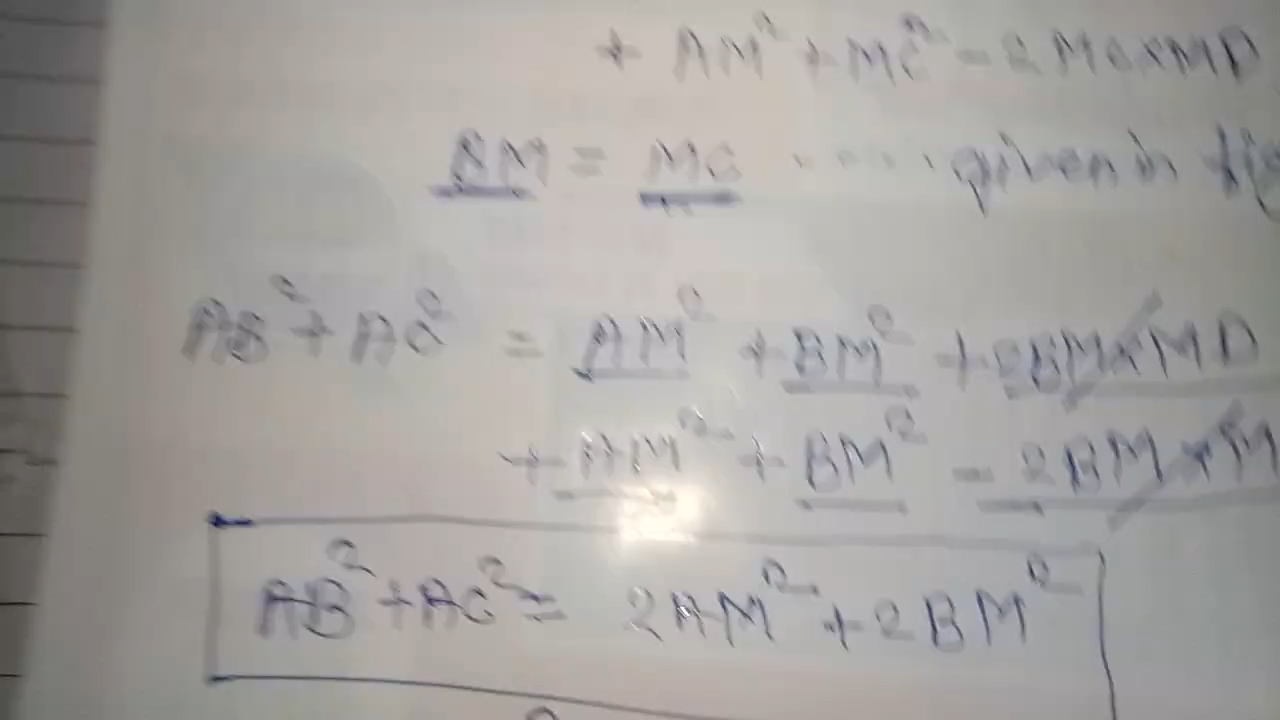 + AM² + MC² - 2 MC×MD
BM = MC .... given in fig
AB² + AC² = AM² + BM² + 2BM×MD
+ AM² + BM² - 2BM×M
AB² + AC² = 2AM² + 2BM²